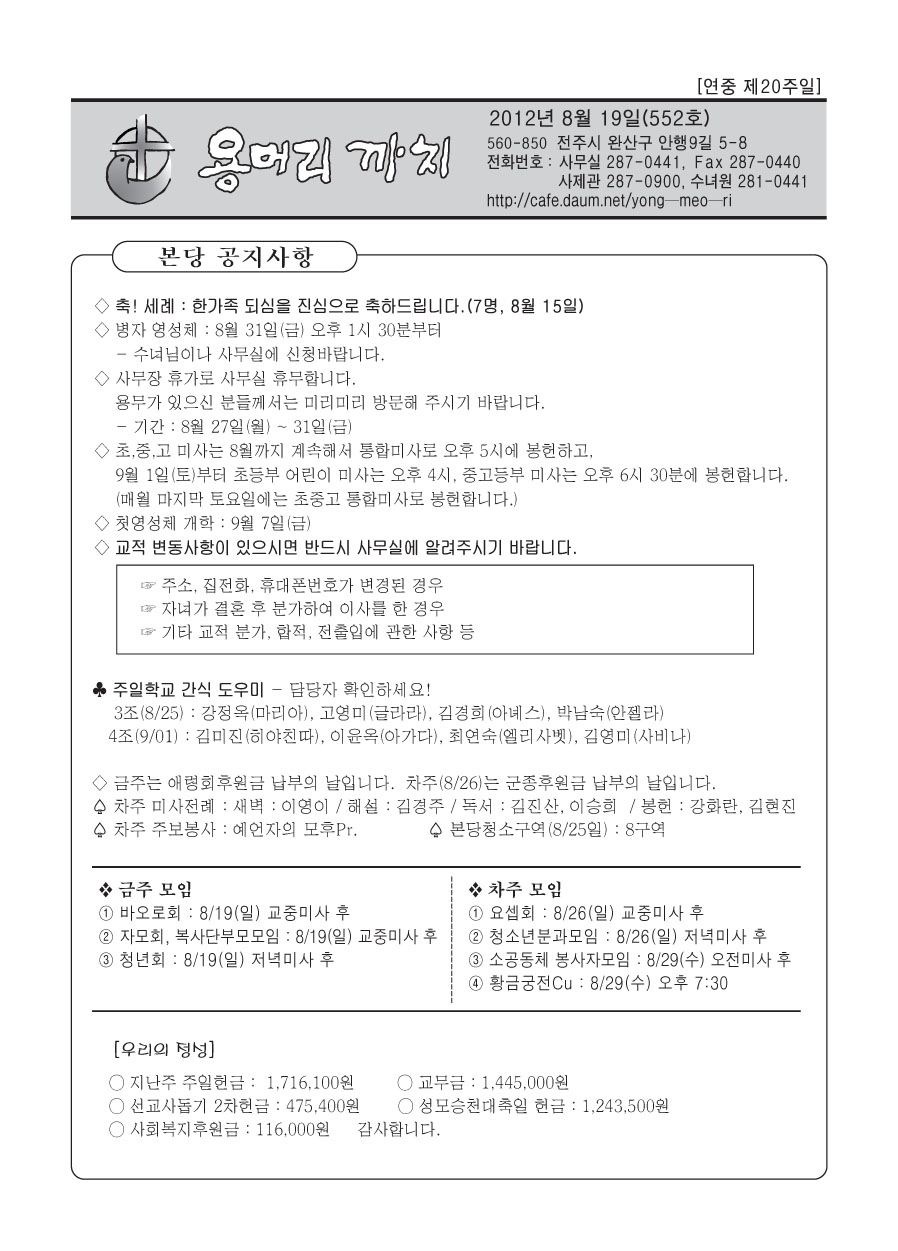 [연중 제20주일]
용머리 까치
2012년 8월 19일(552호)
560-850 전주시 완산구 안행9길 5-8
전화번호 : 사무실 287-0441, Fax 287-0440
사제관 287-0900, 수녀원 281-0441
http://cafe.daum.net/yong—meo—ri
본당 공지사항
◇ 축! 세례 : 한가족 되심을 진심으로 축하드립니다.(7명, 8월 15일)
◇ 병자 영성체 : 8월 31일(금) 오후 1시 30분부터
- 수녀님이나 사무실에 신청바랍니다.
◇ 사무장 휴가로 사무실 휴무합니다.
용무가 있으신 분들께서는 미리미리 방문해 주시기 바랍니다.
- 기간 : 8월 27일(월) ~ 31일(금)
◇ 초,중,고 미사는 8월까지 계속해서 통합미사로 오후 5시에 봉헌하고,
9월 1일(토)부터 초등부 어린이 미사는 오후 4시, 중고등부 미사는 오후 6시 30분에 봉헌합니다.
(매월 마지막 토요일에는 초중고 통합미사로 봉헌합니다.)
◇ 첫영성체 개학 : 9월 7일(금)
◇ 교적 변동사항이 있으시면 반드시 사무실에 알려주시기 바랍니다.
☞ 주소, 집전화, 휴대폰번호가 변경된 경우
☞ 자녀가 결혼 후 분가하여 이사를 한 경우
☞ 기타 교적 분가, 합적, 전출입에 관한 사항 등
♣ 주일학교 간식 도우미 - 담당자 확인하세요!
3조(8/25) : 강정옥(마리아), 고영미(글라라), 김경희(아녜스), 박남숙(안젤라)
4조(9/01) : 김미진(히야친따), 이윤옥(아가다), 최연숙(엘리사벳), 김영미(사비나)
◇ 금주는 애령회후원금 납부의 날입니다. 차주(8/26)는 군종후원금 납부의 날입니다.
♤ 차주 미사전례 : 새벽 : 이영이 / 해설 : 김경주 / 독서 : 김진산, 이승희 / 봉헌 : 강화란, 김현진
♤ 차주 주보봉사 : 예언자의 모후Pr. ♤ 본당청소구역(8/25일) : 8구역
❖ 금주 모임
① 바오로회 : 8/19(일) 교중미사 후
② 자모회, 복사단부모모임 : 8/19(일) 교중미사 후
③ 청년회 : 8/19(일) 저녁미사 후
❖ 차주 모임
① 요셉회 : 8/26(일) 교중미사 후
② 청소년분과모임 : 8/26(일) 저녁미사 후
③ 소공동체 봉사자모임 : 8/29(수) 오전미사 후
④ 황금궁전Cu : 8/29(수) 오후 7:30
[우리의 정성]
○ 지난주 주일헌금 : 1,716,100원 ○ 교무금 : 1,445,000원
○ 선교사돕기 2차헌금 : 475,400원 ○ 성모승천대축일 헌금 : 1,243,500원
○ 사회복지후원금 : 116,000원 감사합니다.